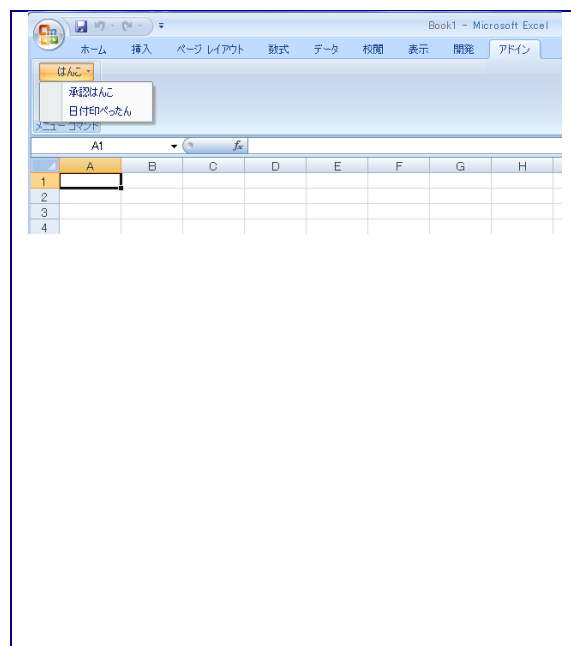 Book1 - Microsoft Excel
ホーム 挿入 ページ レイアウト 数式 データ 校閲 表示 開発 アドイン
はんこ
承認はんこ
日付印ぺったん
メニュー コマンド
A1 fx
A B C D E F G H
1
2
3
4